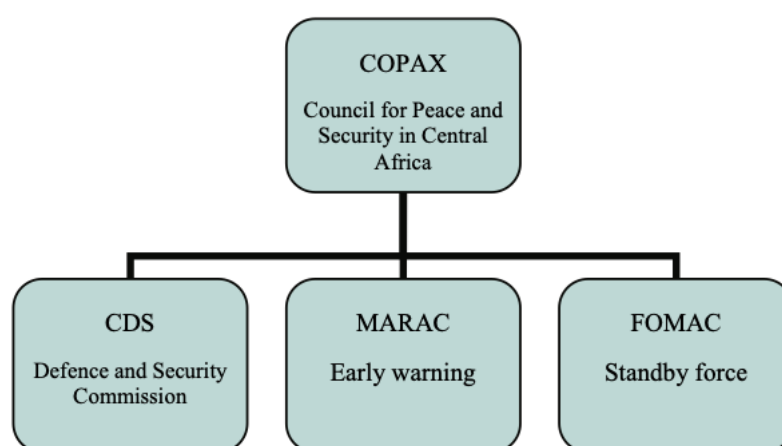 COPAX
Council for Peace and
Security in Central
Africa
CDS
Defence and Security
Commission
MARAC
Early warning
FOMAC
Standby force